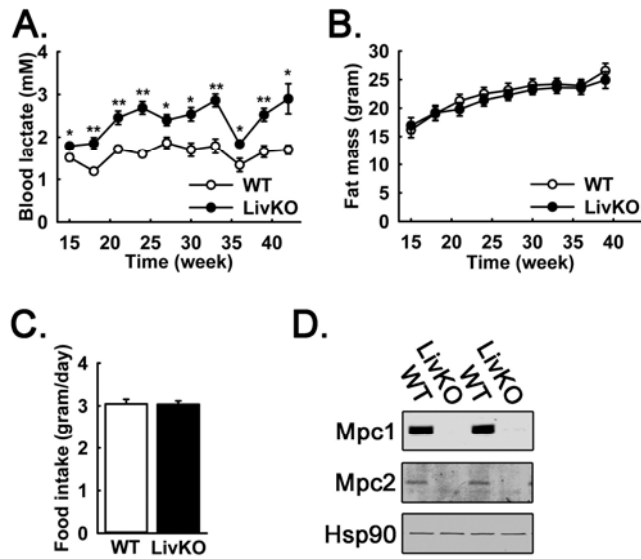 A.
Blood lactate (mM)
4
3
2
1
0
* ** ** ** * * ** * ** *
WT
LivKO
15 20 25 30 35 40
Time (week)
B.
Fat mass (gram)
30
25
20
15
10
5
0
WT
LivKO
15 20 25 30 35 40
Time (week)
C.
Food intake (gram/day)
4
3
2
1
0
WT LivKO
D.
WT LivKO WT LivKO
Mpc1
Mpc2
Hsp90